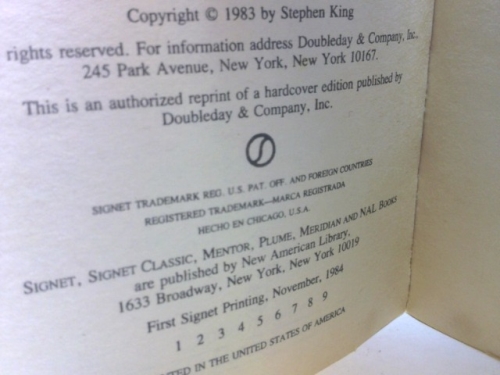 Copyright © 1983 by Stephen King
rights reserved. For information address Doubleday & Company, Inc.,
245 Park Avenue, New York, New York 10167.
This is an authorized reprint of a hardcover edition published by
Doubleday & Company, Inc.
SIGNET TRADEMARK REG. U.S. PAT. OFF. AND FOREIGN COUNTRIES
REGISTERED TRADEMARK—MARCA REGISTRADA
HECHO EN CHICAGO, U.S.A.
SIGNET, SIGNET CLASSIC, MENTOR, PLUME, MERIDIAN AND NAL BOOKS
are published by New American Library,
1633 Broadway, New York, New York 10019
First Signet Printing, November, 1984
1 2 3 4 5 6 7 8 9
IN THE UNITED STATES OF AMERICA